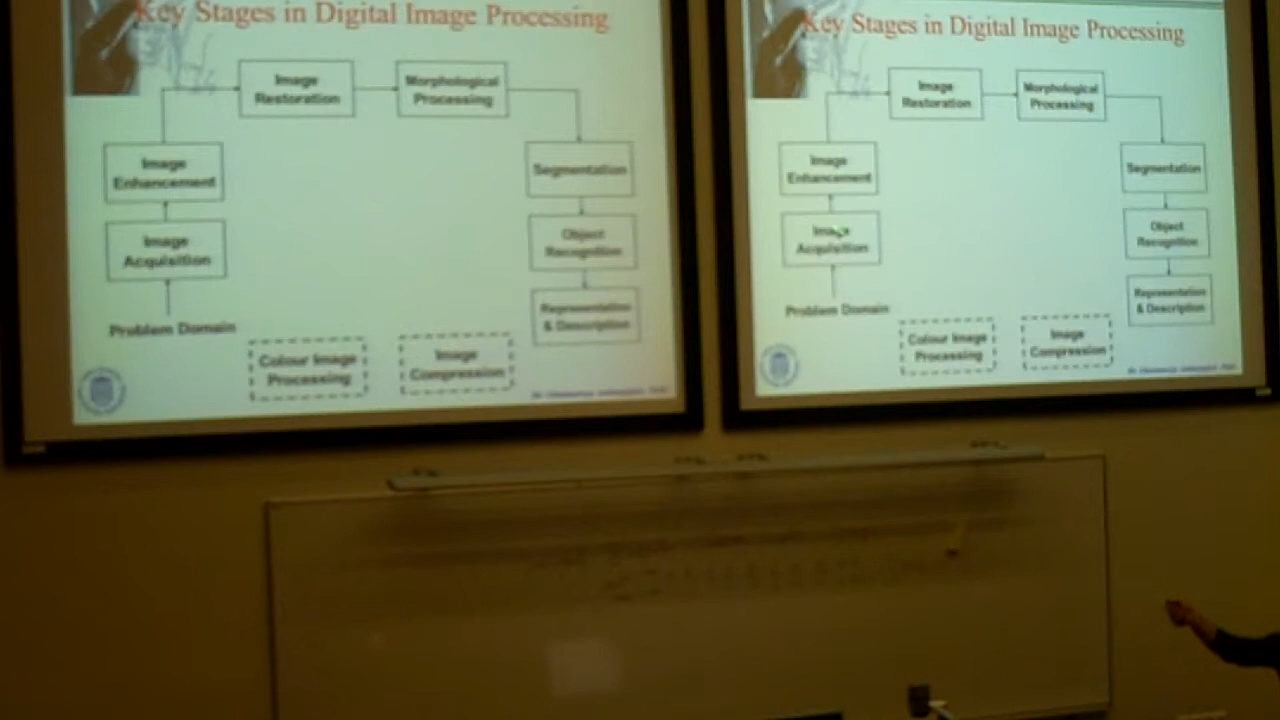 Key Stages in Digital Image Processing
Image
Restoration
Morphological
Processing
Image
Enhancement
Segmentation
Image
Acquisition
Object
Recognition
Problem Domain
Representation
& Description
Colour Image
Processing
Image
Compression
Key Stages in Digital Image Processing
Image
Restoration
Morphological
Processing
Image
Enhancement
Segmentation
Image
Acquisition
Object
Recognition
Problem Domain
Representation
& Description
Colour Image
Processing
Image
Compression